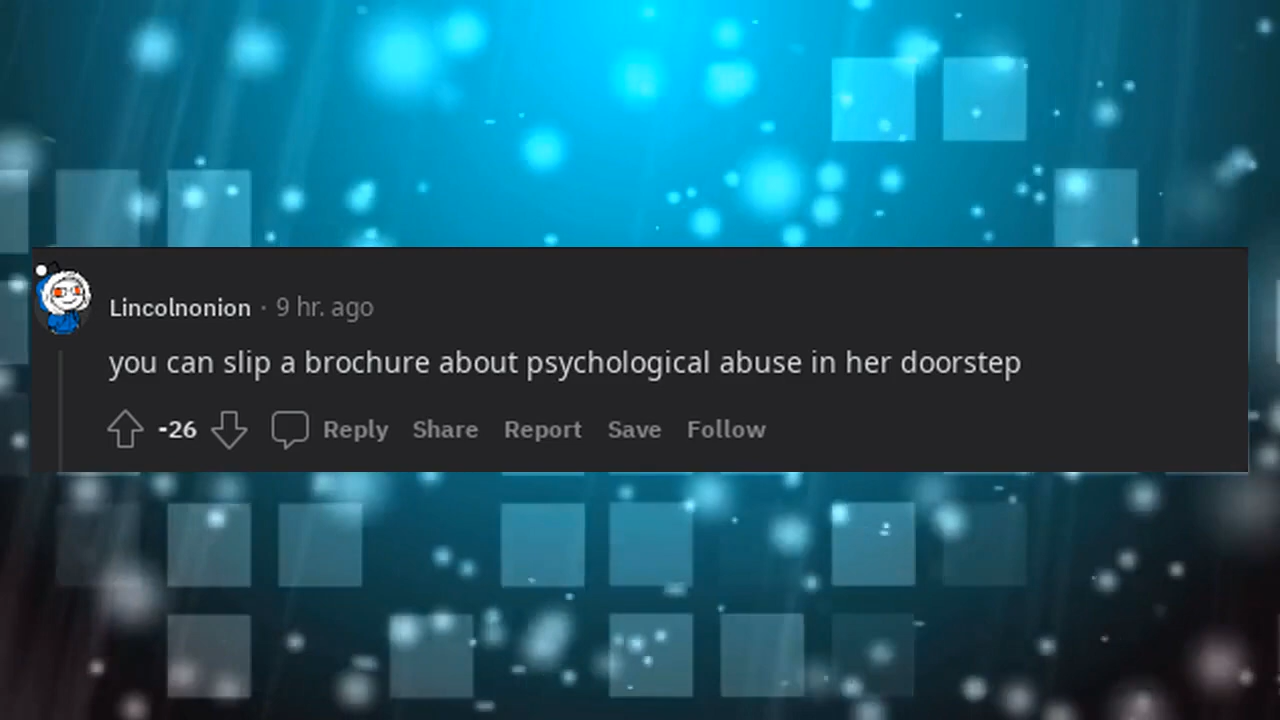 Lincolnonion · 9 hr. ago
you can slip a brochure about psychological abuse in her doorstep
-26 Reply Share Report Save Follow